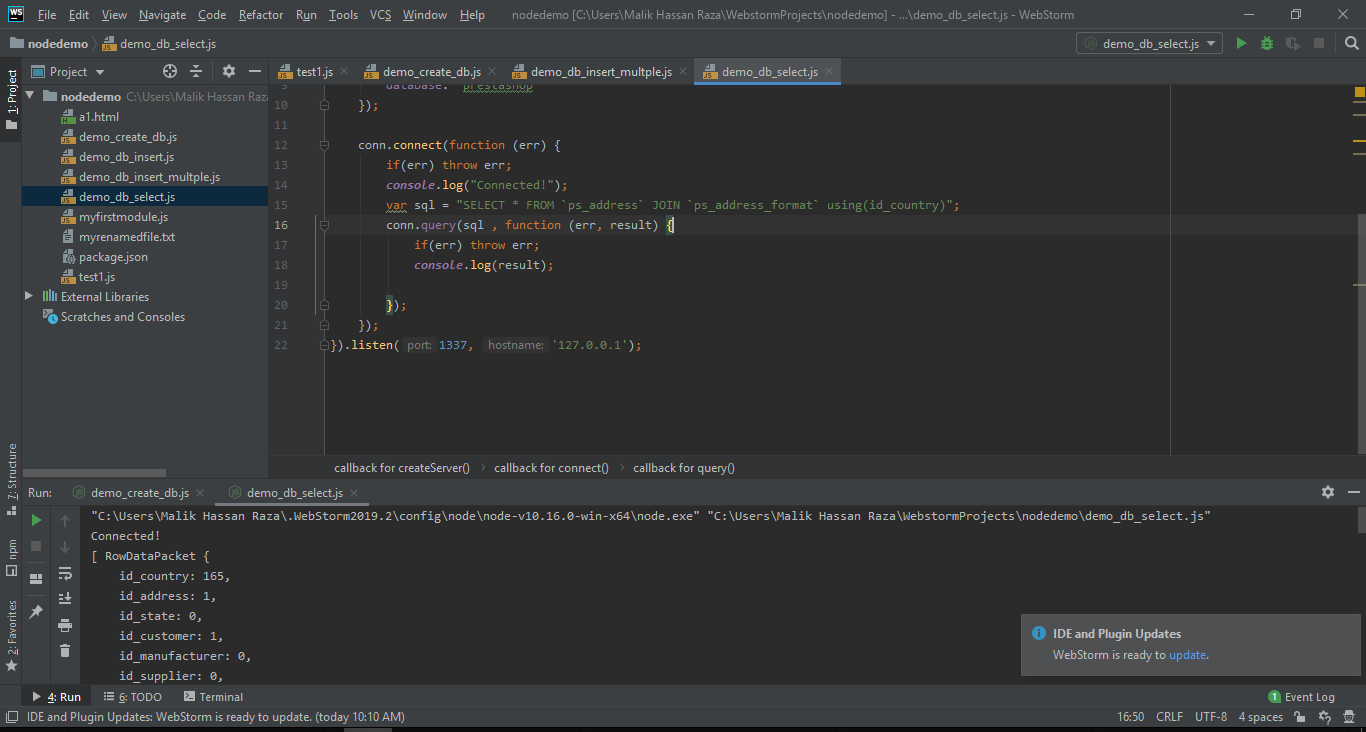 WS File Edit View Navigate Code Refactor Run Tools VCS Window Help nodedemo [C:\Users\Malik Hassan Raza\WebstormProjects\nodedemo] - ...\demo_db_select.js - WebStorm
nodedemo demo_db_select.js demo_db_select.js
1: Project
Project
test1.js demo_create_db.js demo_db_insert_multple.js demo_db_select.js
nodedemo C:\Users\Malik Hassan Raza
a1.html
demo_create_db.js
demo_db_insert.js
demo_db_insert_multple.js
demo_db_select.js
myfirstmodule.js
myrenamedfile.txt
package.json
test1.js
External Libraries
Scratches and Consoles
9 database: "prestashop"
10 });
11
12 conn.connect(function (err) {
13 if(err) throw err;
14 console.log("Connected!");
15 var sql = "SELECT * FROM `ps_address` JOIN `ps_address_format` using(id_country)";
16 conn.query(sql , function (err, result) {
17 if(err) throw err;
18 console.log(result);
19
20 });
21 });
22 }).listen( port: 1337, hostname: '127.0.0.1');
callback for createServer() › callback for connect() › callback for query()
7: Structure
npm
2: Favorites
Run: demo_create_db.js demo_db_select.js
"C:\Users\Malik Hassan Raza\.WebStorm2019.2\config\node\node-v10.16.0-win-x64\node.exe" "C:\Users\Malik Hassan Raza\WebstormProjects\nodedemo\demo_db_select.js"
Connected!
[ RowDataPacket {
id_country: 165,
id_address: 1,
id_state: 0,
id_customer: 1,
id_manufacturer: 0,
id_supplier: 0,
IDE and Plugin Updates
WebStorm is ready to update.
4: Run 6: TODO Terminal 1 Event Log
IDE and Plugin Updates: WebStorm is ready to update. (today 10:10 AM) 16:50 CRLF UTF-8 4 spaces